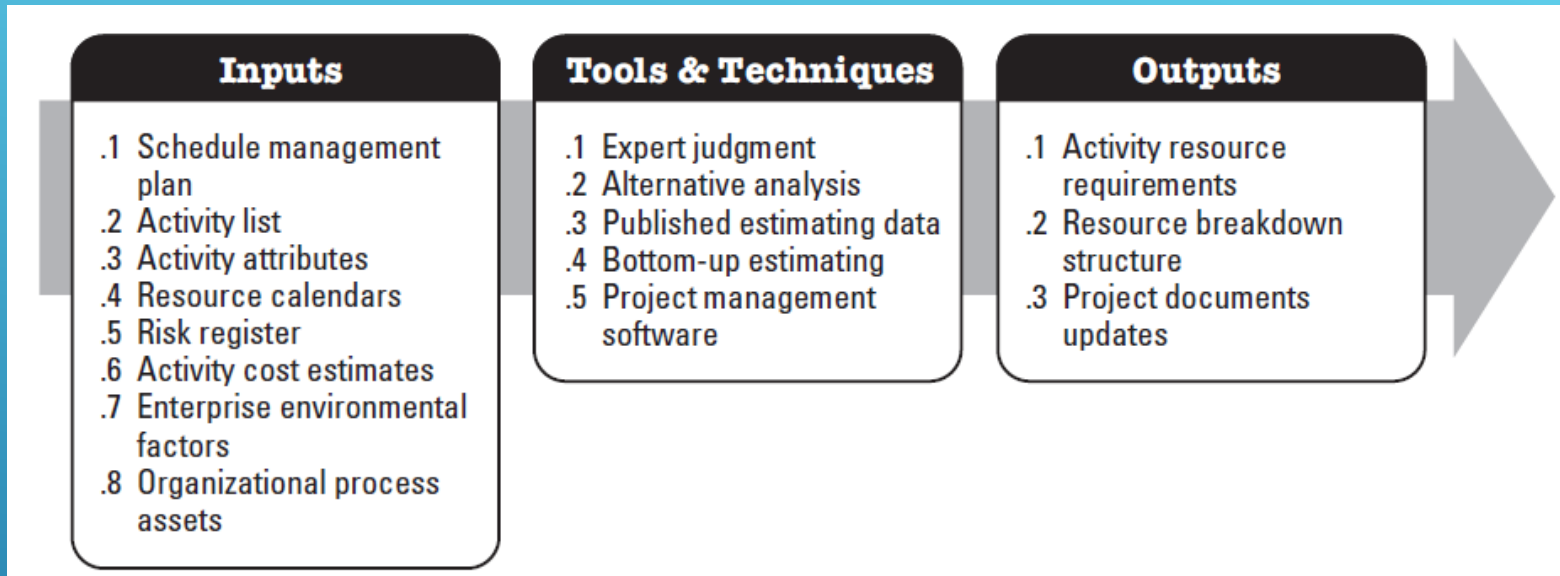 Inputs
.1 Schedule management
plan
.2 Activity list
.3 Activity attributes
.4 Resource calendars
.5 Risk register
.6 Activity cost estimates
.7 Enterprise environmental
factors
.8 Organizational process
assets
Tools & Techniques
.1 Expert judgment
.2 Alternative analysis
.3 Published estimating data
.4 Bottom-up estimating
.5 Project management
software
Outputs
.1 Activity resource
requirements
.2 Resource breakdown
structure
.3 Project documents
updates